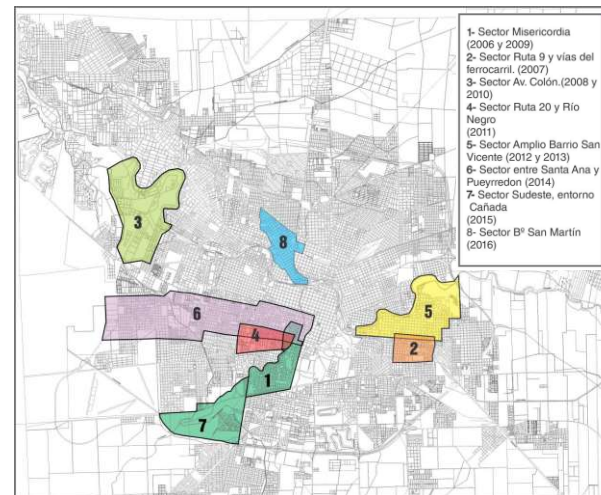 1- Sector Misericordia
(2006 y 2009)
2- Sector Ruta 9 y vías del
ferrocarril. (2007)
3- Sector Av. Colón.(2008 y
2010)
4- Sector Ruta 20 y Río
Negro
(2011)
5- Sector Amplio Barrio San
Vicente (2012 y 2013)
6- Sector entre Santa Ana y
Pueyrredon (2014)
7- Sector Sudeste, entorno
Cañada
(2015)
8- Sector Bº San Martín
(2016)
3
8
6
4
5
2
1
7